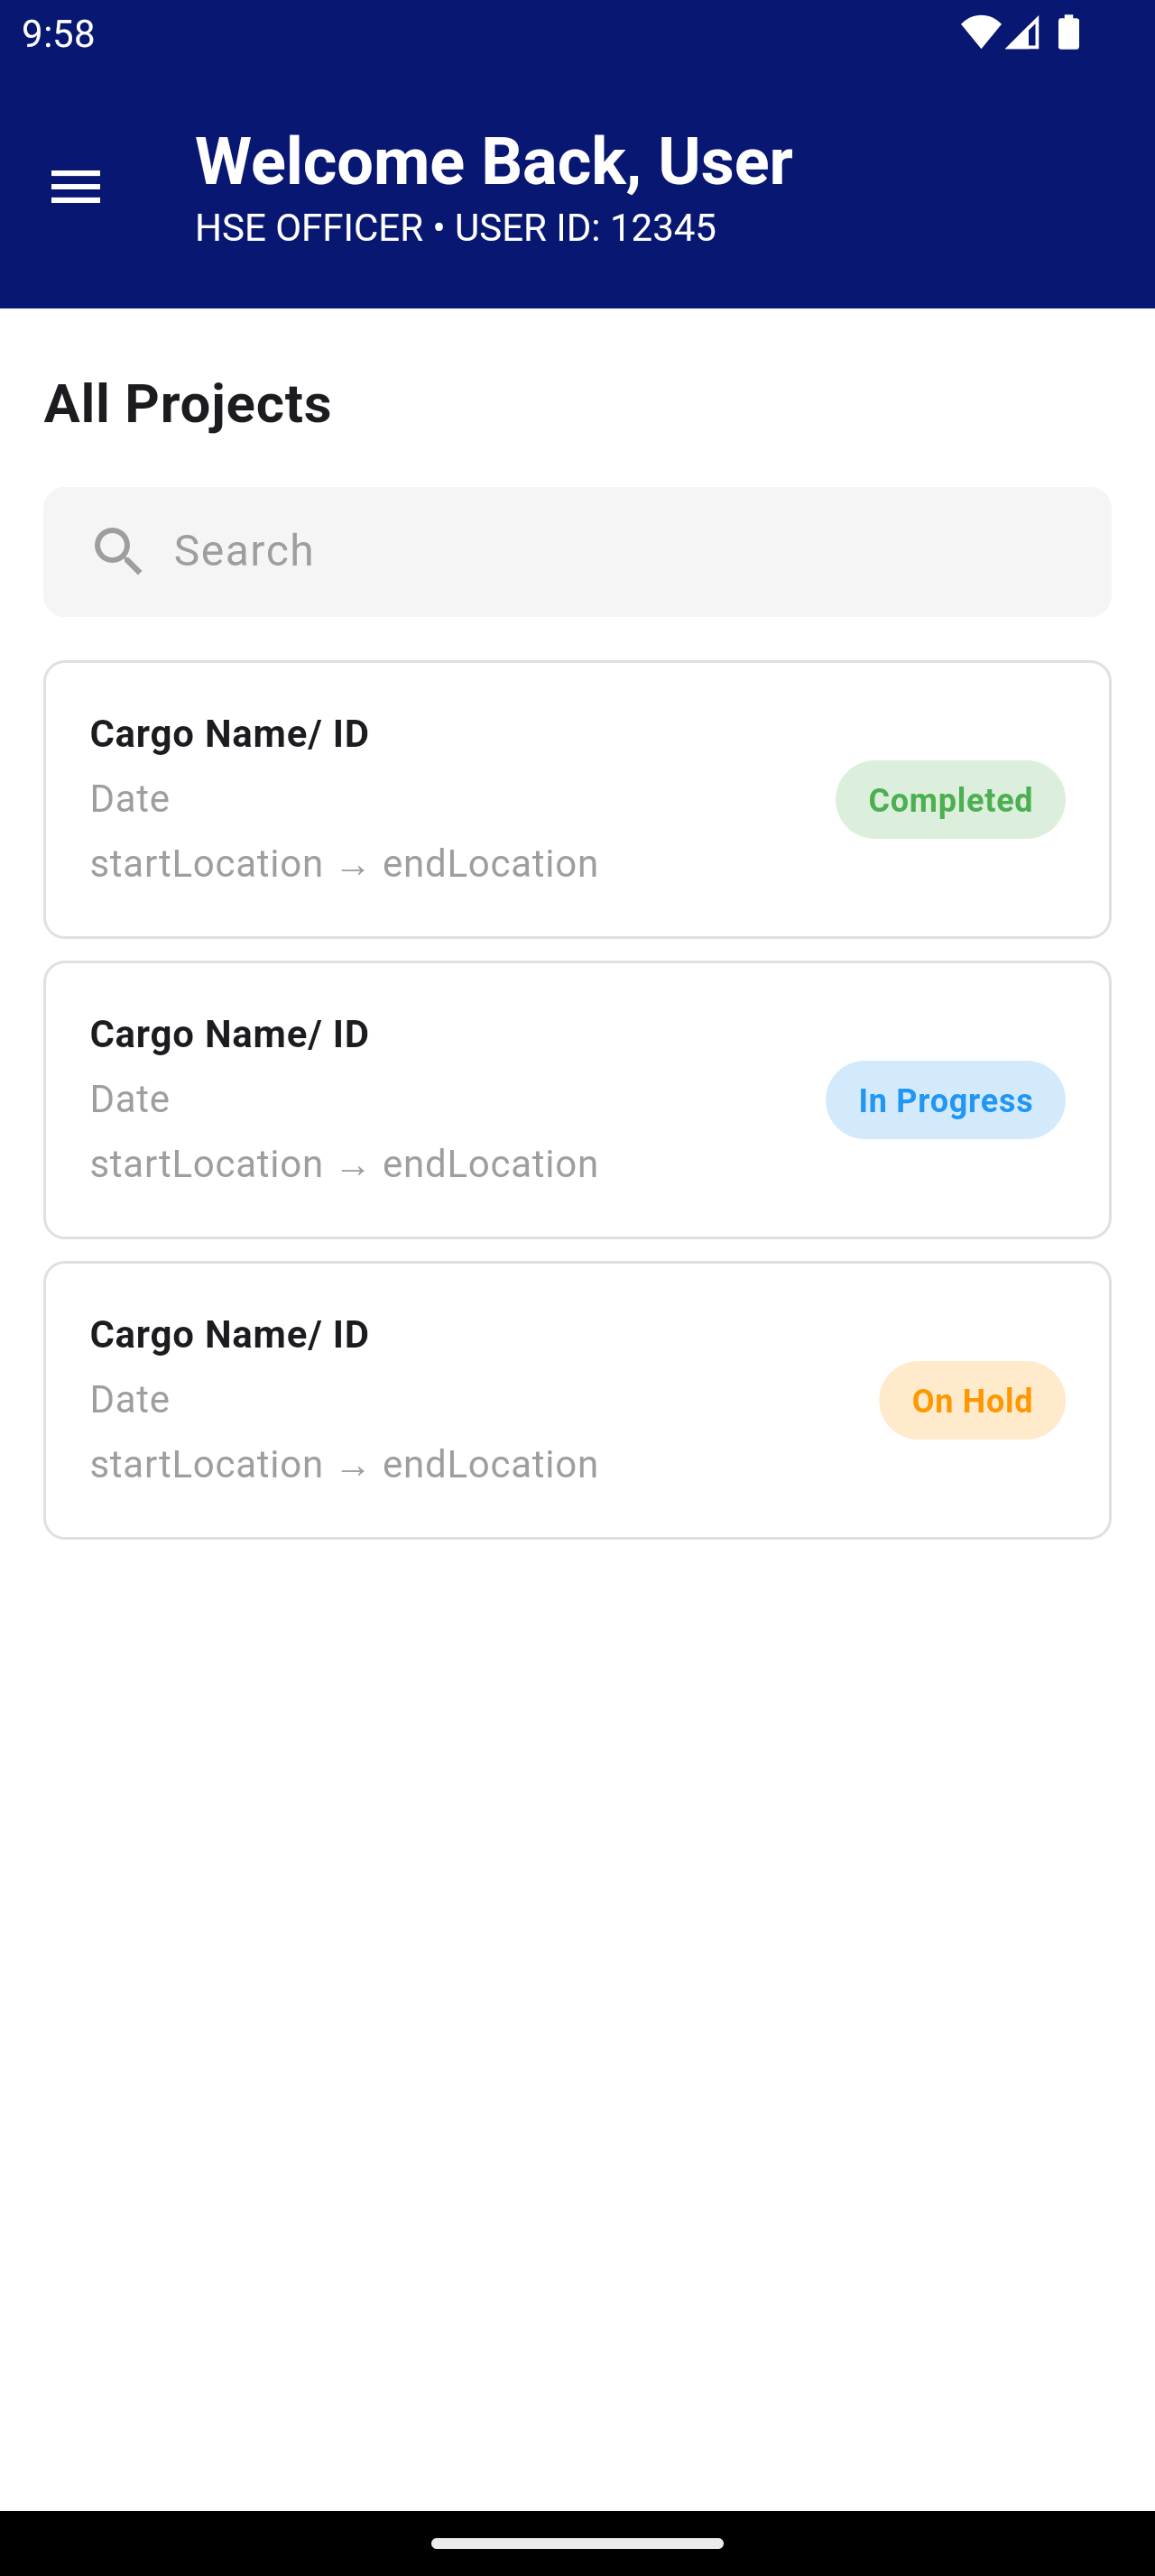 9:58
Welcome Back, User
HSE OFFICER • USER ID: 12345
All Projects
Search
Cargo Name/ ID
Date
Completed
startLocation → endLocation
Cargo Name/ ID
Date
In Progress
startLocation → endLocation
Cargo Name/ ID
Date
On Hold
startLocation → endLocation